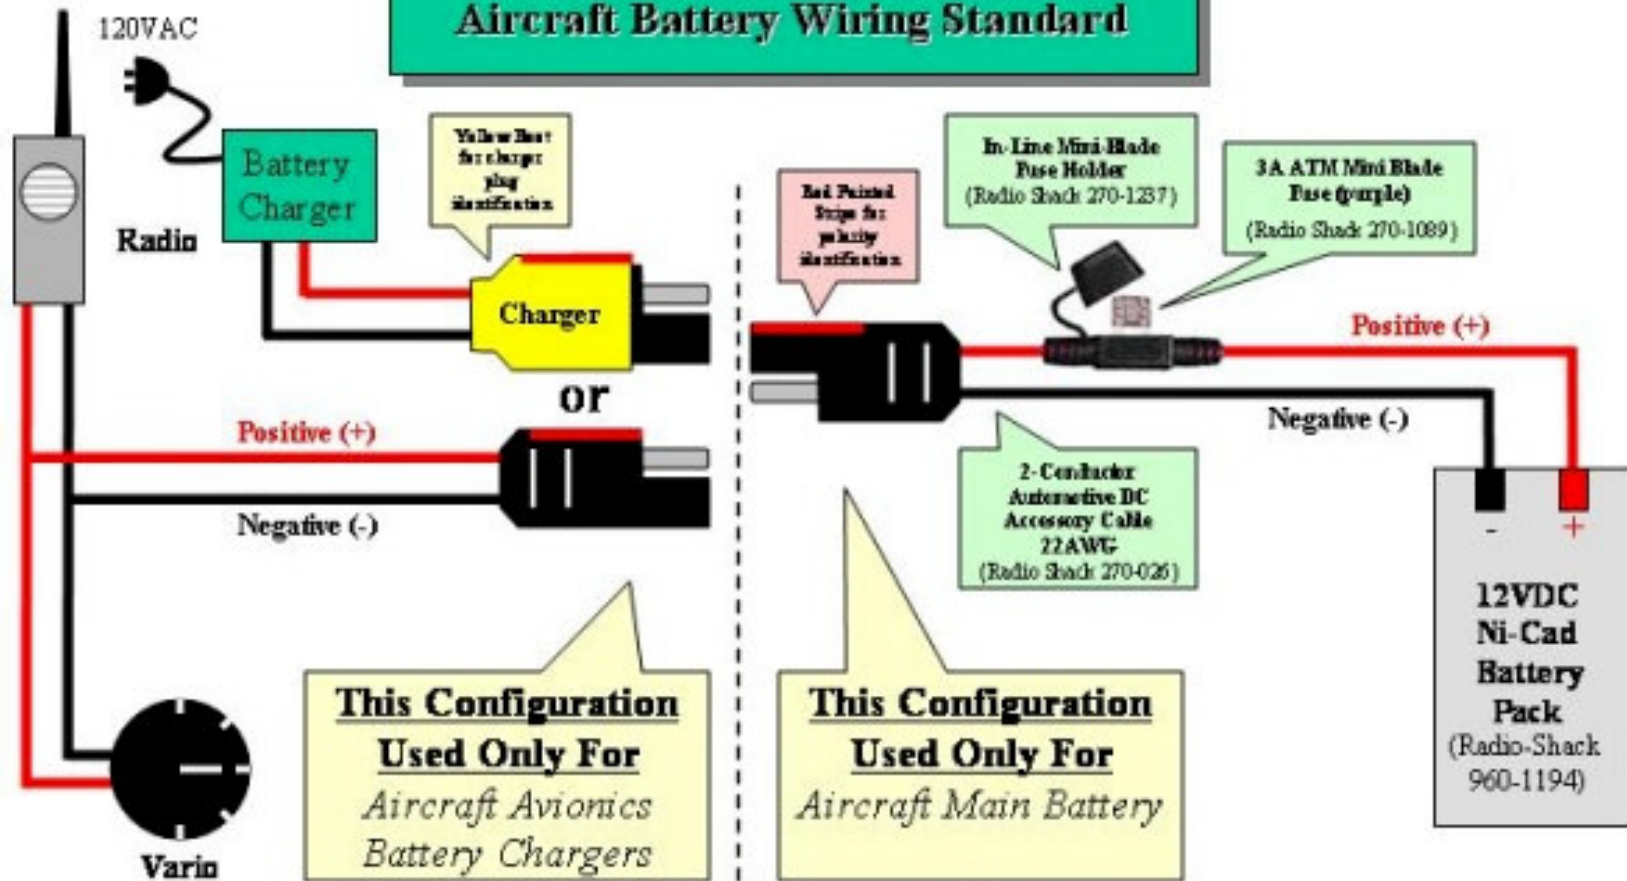 Aircraft Battery Wiring Standard
120VAC
Battery
Charger
Radio
Yellow Boot
for charger
plug
identification
Charger
or
Positive (+)
Negative (-)
Vario
This Configuration
Used Only For
Aircraft Avionics
Battery Chargers
Red Painted
Stripe for
polarity
identification
In-Line Mini-Blade
Fuse Holder
(Radio Shack 270-1237)
3A ATM Mini Blade
Fuse (purple)
(Radio Shack 270-1089)
Positive (+)
Negative (-)
2-Conductor
Automotive DC
Accessory Cable
22AWG
(Radio Shack 270-026)
This Configuration
Used Only For
Aircraft Main Battery
-
+
12VDC
Ni-Cad
Battery
Pack
(Radio-Shack
960-1194)